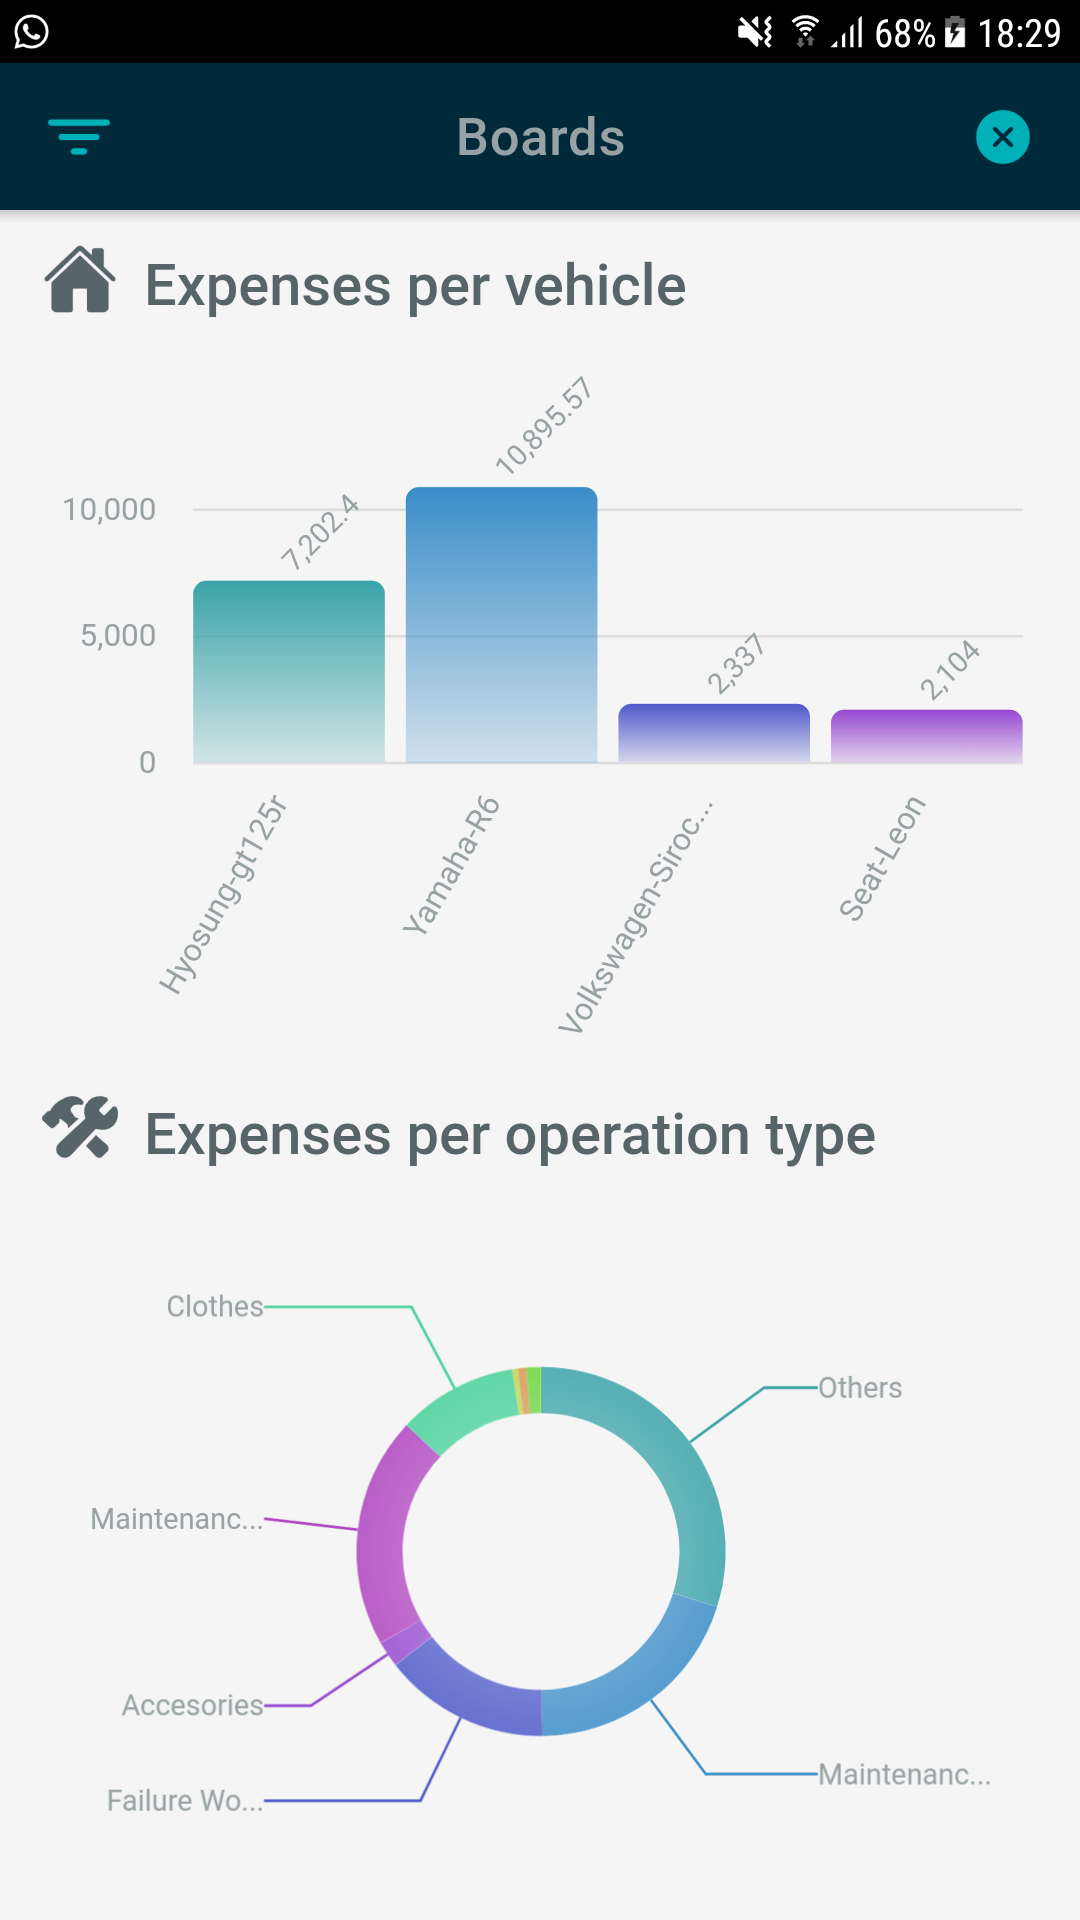 68% 18:29
Boards
Expenses per vehicle
10,895.57
7,202.4
10,000
5,000
2,337
2,104
0
Hyosung-gt125r
Yamaha-R6
Volkswagen-Siroc...
Seat-Leon
Expenses per operation type
Clothes
Others
Maintenanc...
Accesories
Maintenanc...
Failure Wo...